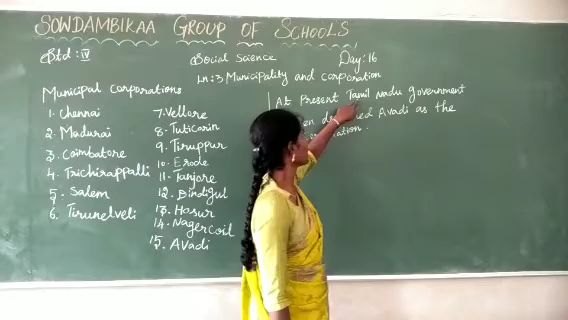 SOWDAMBIKAA GROUP OF SCHOOLS
Std: IV
Social Science
Day: 16
Ln: 3 Municipality and corporation
Municipal corporations
1. Chennai
2. Madurai
3. Coimbatore
4. Trichirappalli
5. Salem
6. Tirunelveli
7. Vellore
8. Tuticorin
9. Tiruppur
10. Erode
11. Tanjore
12. Dindigul
13. Hosur
14. Nagercoil
15. Avadi
At Present Tamil nadu government
Avadi as the